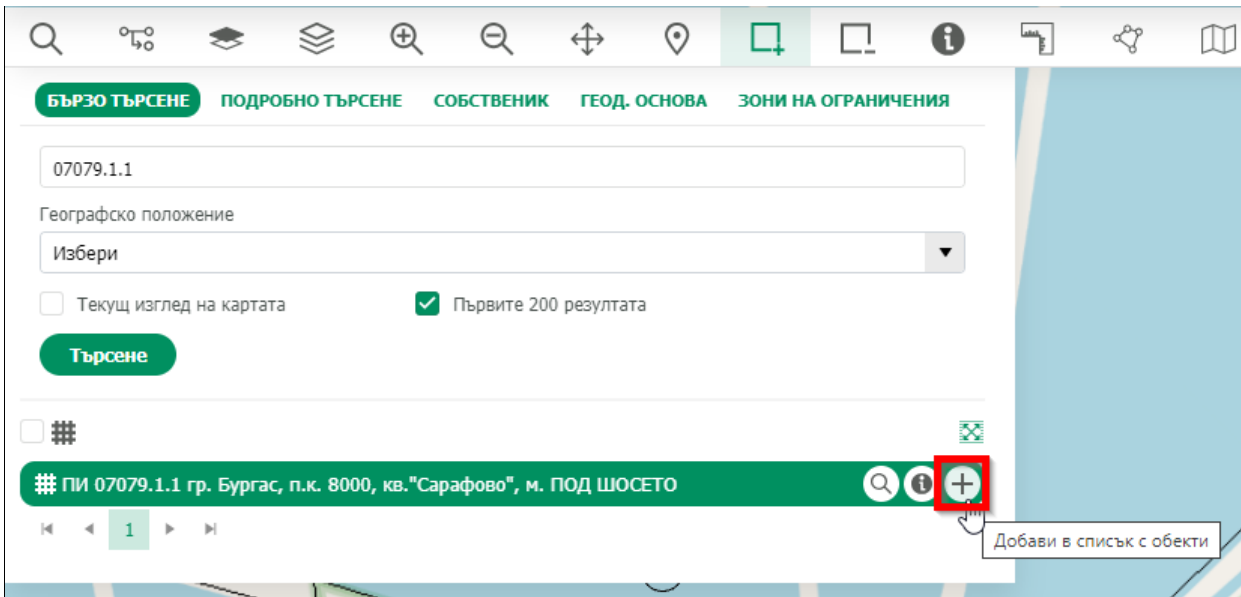 БЪРЗО ТЪРСЕНЕ ПОДРОБНО ТЪРСЕНЕ СОБСТВЕНИК ГЕОД. ОСНОВА ЗОНИ НА ОГРАНИЧЕНИЯ
07079.1.1
Географско положение
Избери
Текущ изглед на картата Първите 200 резултата
Търсене
ПИ 07079.1.1 гр. Бургас, п.к. 8000, кв."Сарафово", м. ПОД ШОСЕТО
1
Добави в списък с обекти